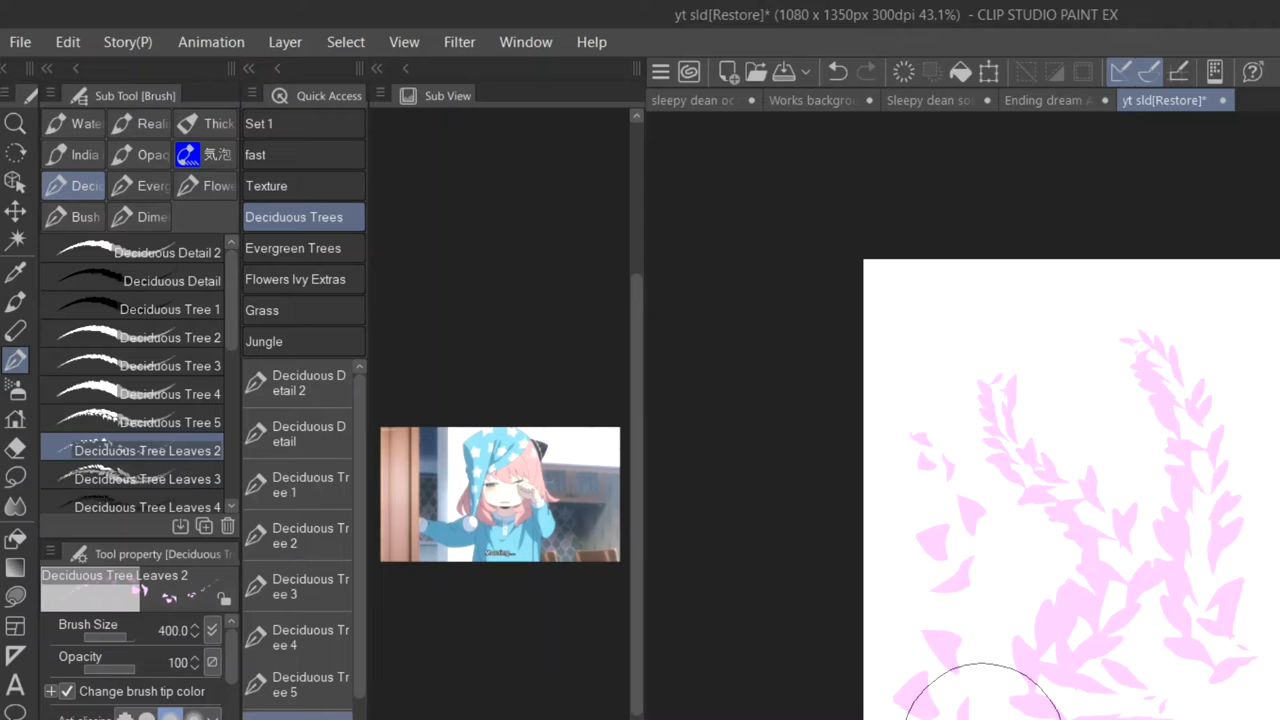 yt sld[Restore]* (1080 x 1350px 300dpi 43.1%) - CLIP STUDIO PAINT EX
File Edit Story(P) Animation Layer Select View Filter Window Help
Sub Tool [Brush]
Wate Reali Thick
India Opac 気泡
Decid Everg Flowe
Bush Dime
Deciduous Detail 2
Deciduous Detail
Deciduous Tree 1
Deciduous Tree 2
Deciduous Tree 3
Deciduous Tree 4
Deciduous Tree 5
Deciduous Tree Leaves 2
Deciduous Tree Leaves 3
Deciduous Tree Leaves 4
Tool property [Deciduous Tr
Deciduous Tree Leaves 2
Brush Size 400.0
Opacity 100
Change brush tip color
Anti-aliasing
Quick Access
Set 1
fast
Texture
Deciduous Trees
Evergreen Trees
Flowers Ivy Extras
Grass
Jungle
Deciduous D
etail 2
Deciduous D
etail
Deciduous Tr
ee 1
Deciduous Tr
ee 2
Deciduous Tr
ee 3
Deciduous Tr
ee 4
Deciduous Tr
ee 5
Sub View
Morning...
sleepy dean oc Works backgrou Sleepy dean so Ending dream A yt sld[Restore]*